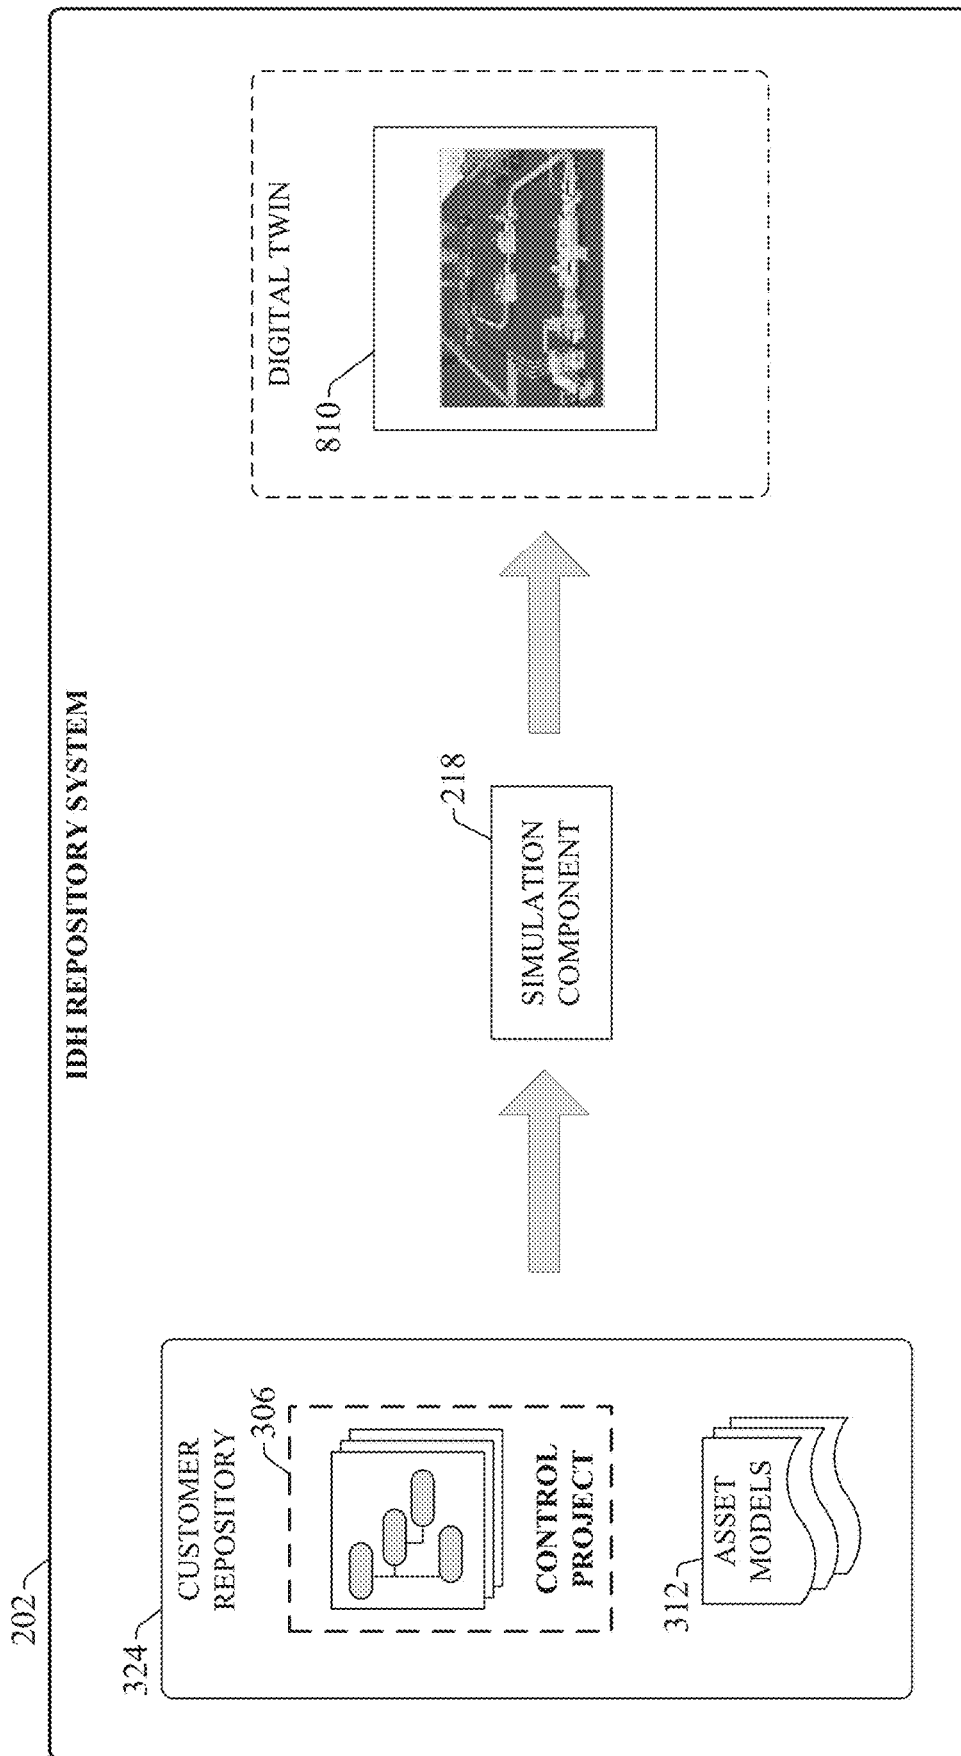 202
IDH REPOSITORY SYSTEM
324
CUSTOMER
REPOSITORY
306
CONTROL
PROJECT
312
ASSET
MODELS
218
SIMULATION
COMPONENT
DIGITAL TWIN
810